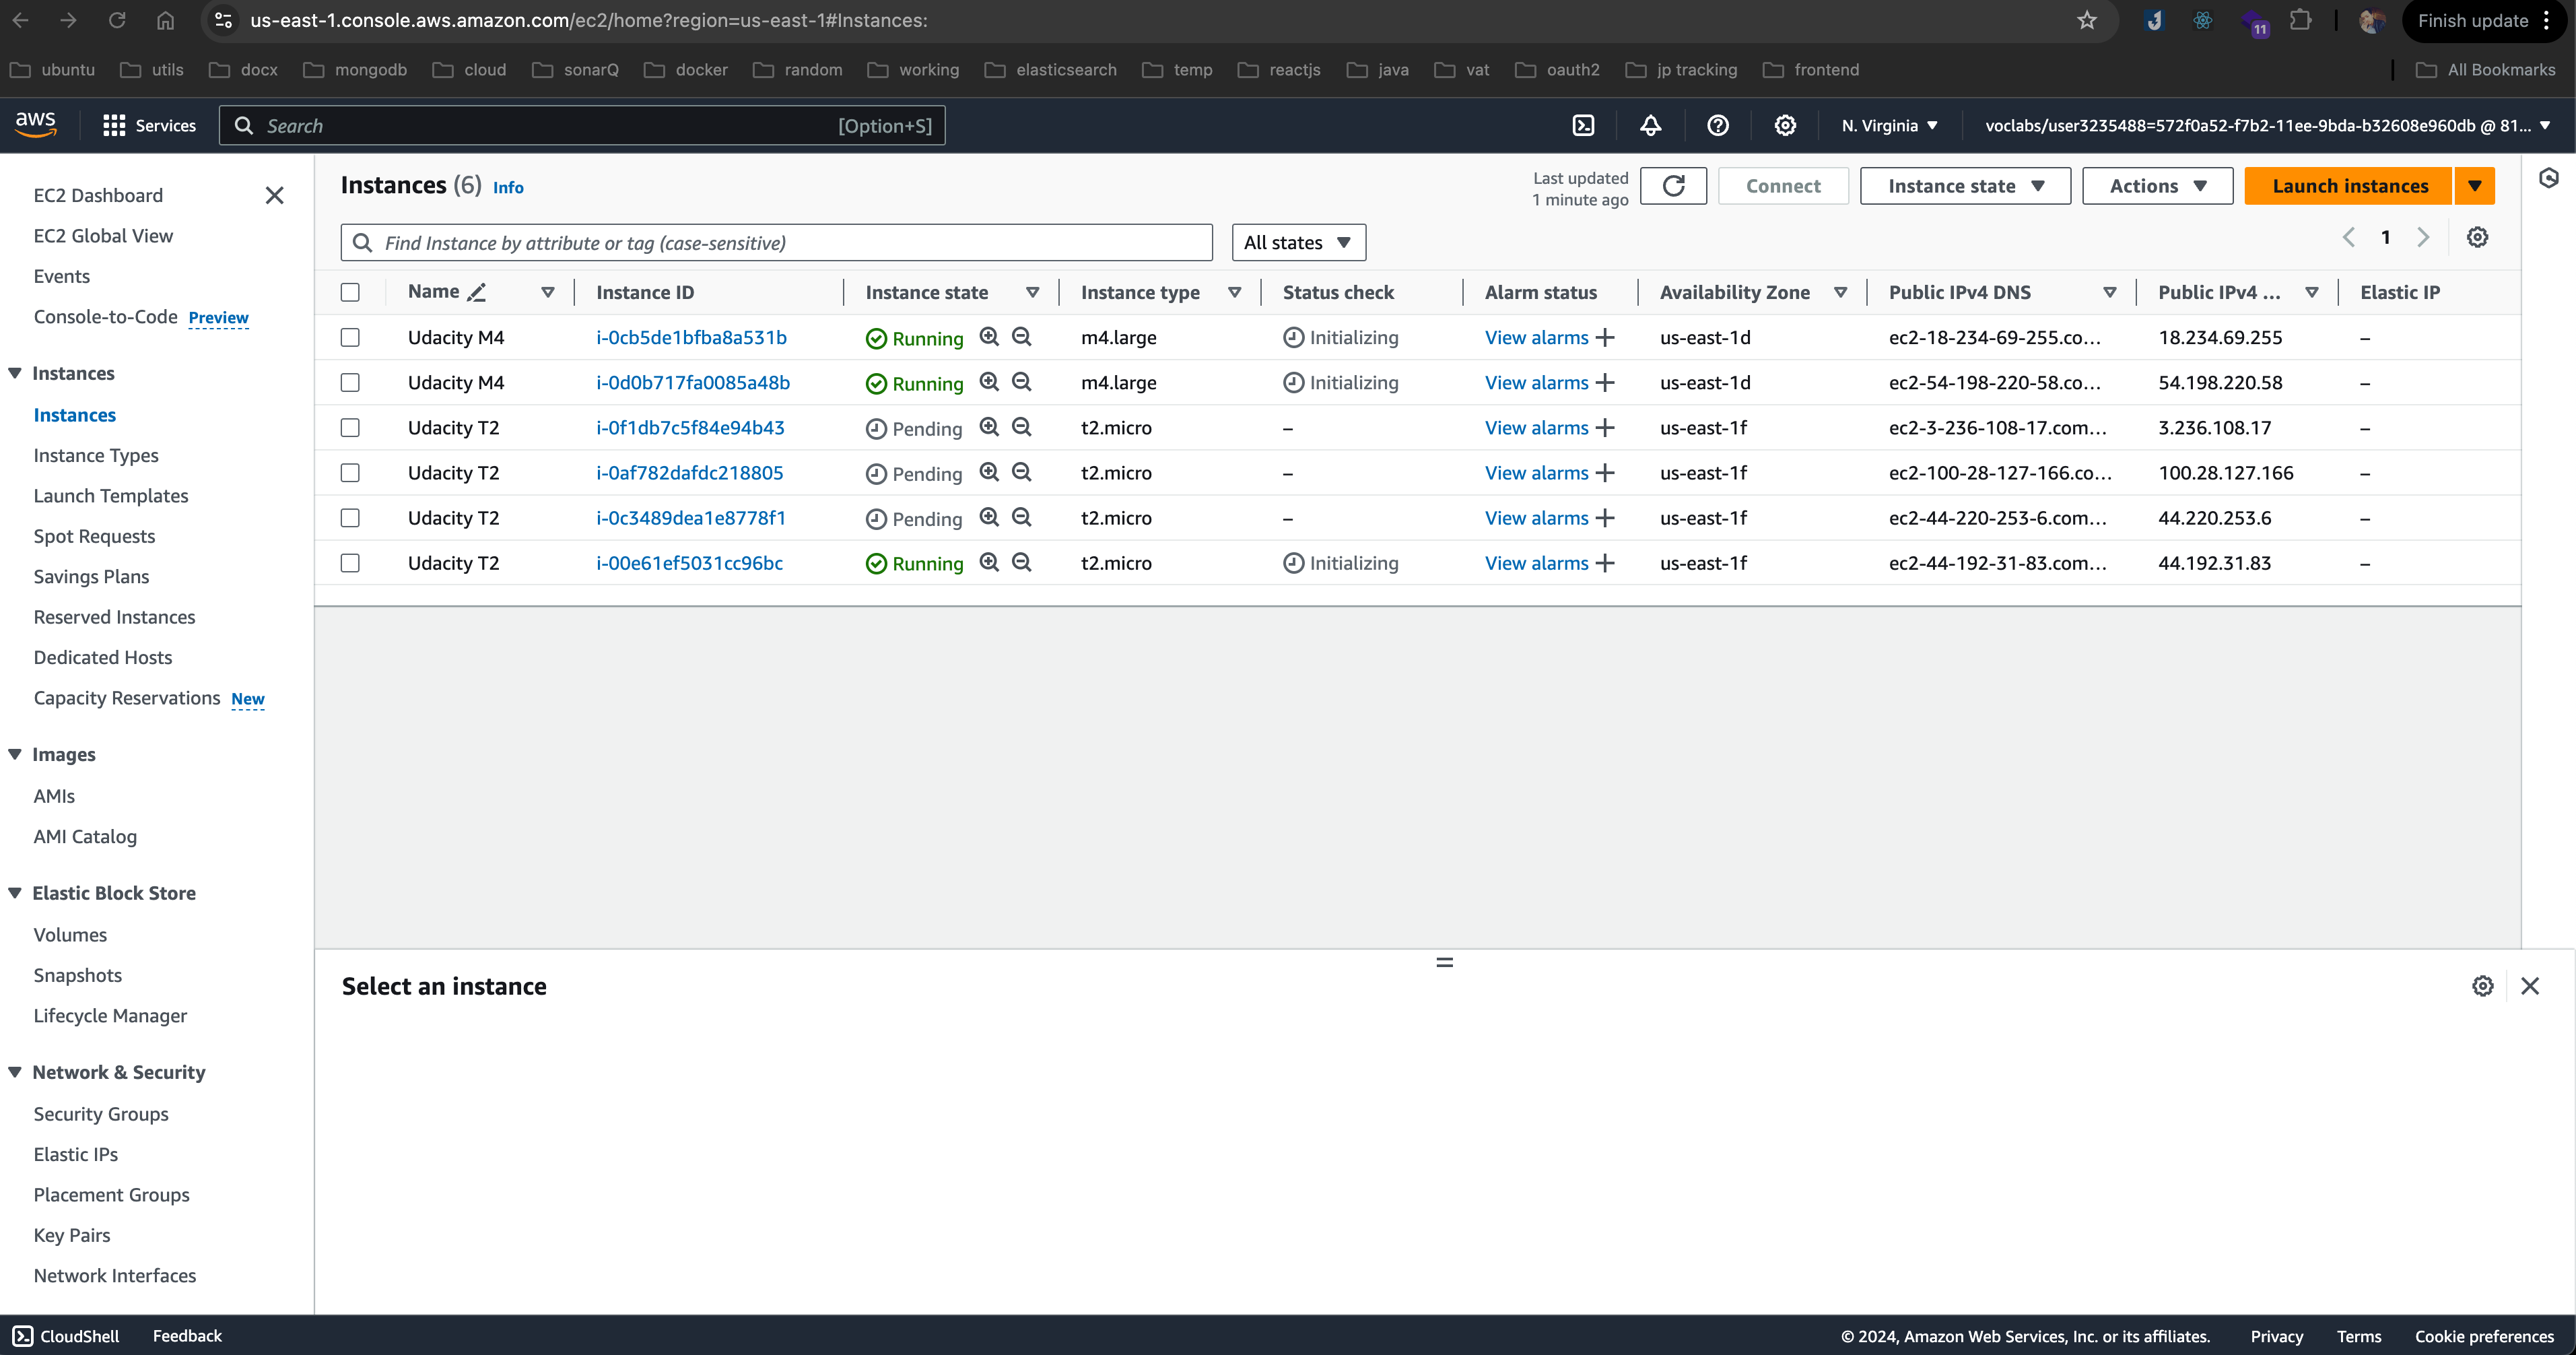 us-east-1.console.aws.amazon.com/ec2/home?region=us-east-1#Instances:
11
Finish update
ubuntu utils docx mongodb cloud sonarQ docker random working elasticsearch temp reactjs java vat oauth2 jp tracking frontend All Bookmarks
aws Services Search [Option+S] N. Virginia voclabs/user3235488=572f0a52-f7b2-11ee-9bda-b32608e960db @ 81...
EC2 Dashboard
EC2 Global View
Events
Console-to-Code Preview
Instances
Instances
Instance Types
Launch Templates
Spot Requests
Savings Plans
Reserved Instances
Dedicated Hosts
Capacity Reservations New
Images
AMIs
AMI Catalog
Elastic Block Store
Volumes
Snapshots
Lifecycle Manager
Network & Security
Security Groups
Elastic IPs
Placement Groups
Key Pairs
Network Interfaces
Instances (6) Info
Last updated
1 minute ago
Connect Instance state Actions Launch instances
Find Instance by attribute or tag (case-sensitive) All states 1
Name Instance ID Instance state Instance type Status check Alarm status Availability Zone Public IPv4 DNS Public IPv4 ... Elastic IP
Udacity M4 i-0cb5de1bfba8a531b Running m4.large Initializing View alarms + us-east-1d ec2-18-234-69-255.co... 18.234.69.255 –
Udacity M4 i-0d0b717fa0085a48b Running m4.large Initializing View alarms + us-east-1d ec2-54-198-220-58.co... 54.198.220.58 –
Udacity T2 i-0f1db7c5f84e94b43 Pending t2.micro – View alarms + us-east-1f ec2-3-236-108-17.com... 3.236.108.17 –
Udacity T2 i-0af782dafdc218805 Pending t2.micro – View alarms + us-east-1f ec2-100-28-127-166.co... 100.28.127.166 –
Udacity T2 i-0c3489dea1e8778f1 Pending t2.micro – View alarms + us-east-1f ec2-44-220-253-6.com... 44.220.253.6 –
Udacity T2 i-00e61ef5031cc96bc Running t2.micro Initializing View alarms + us-east-1f ec2-44-192-31-83.com... 44.192.31.83 –
Select an instance
CloudShell Feedback © 2024, Amazon Web Services, Inc. or its affiliates. Privacy Terms Cookie preferences